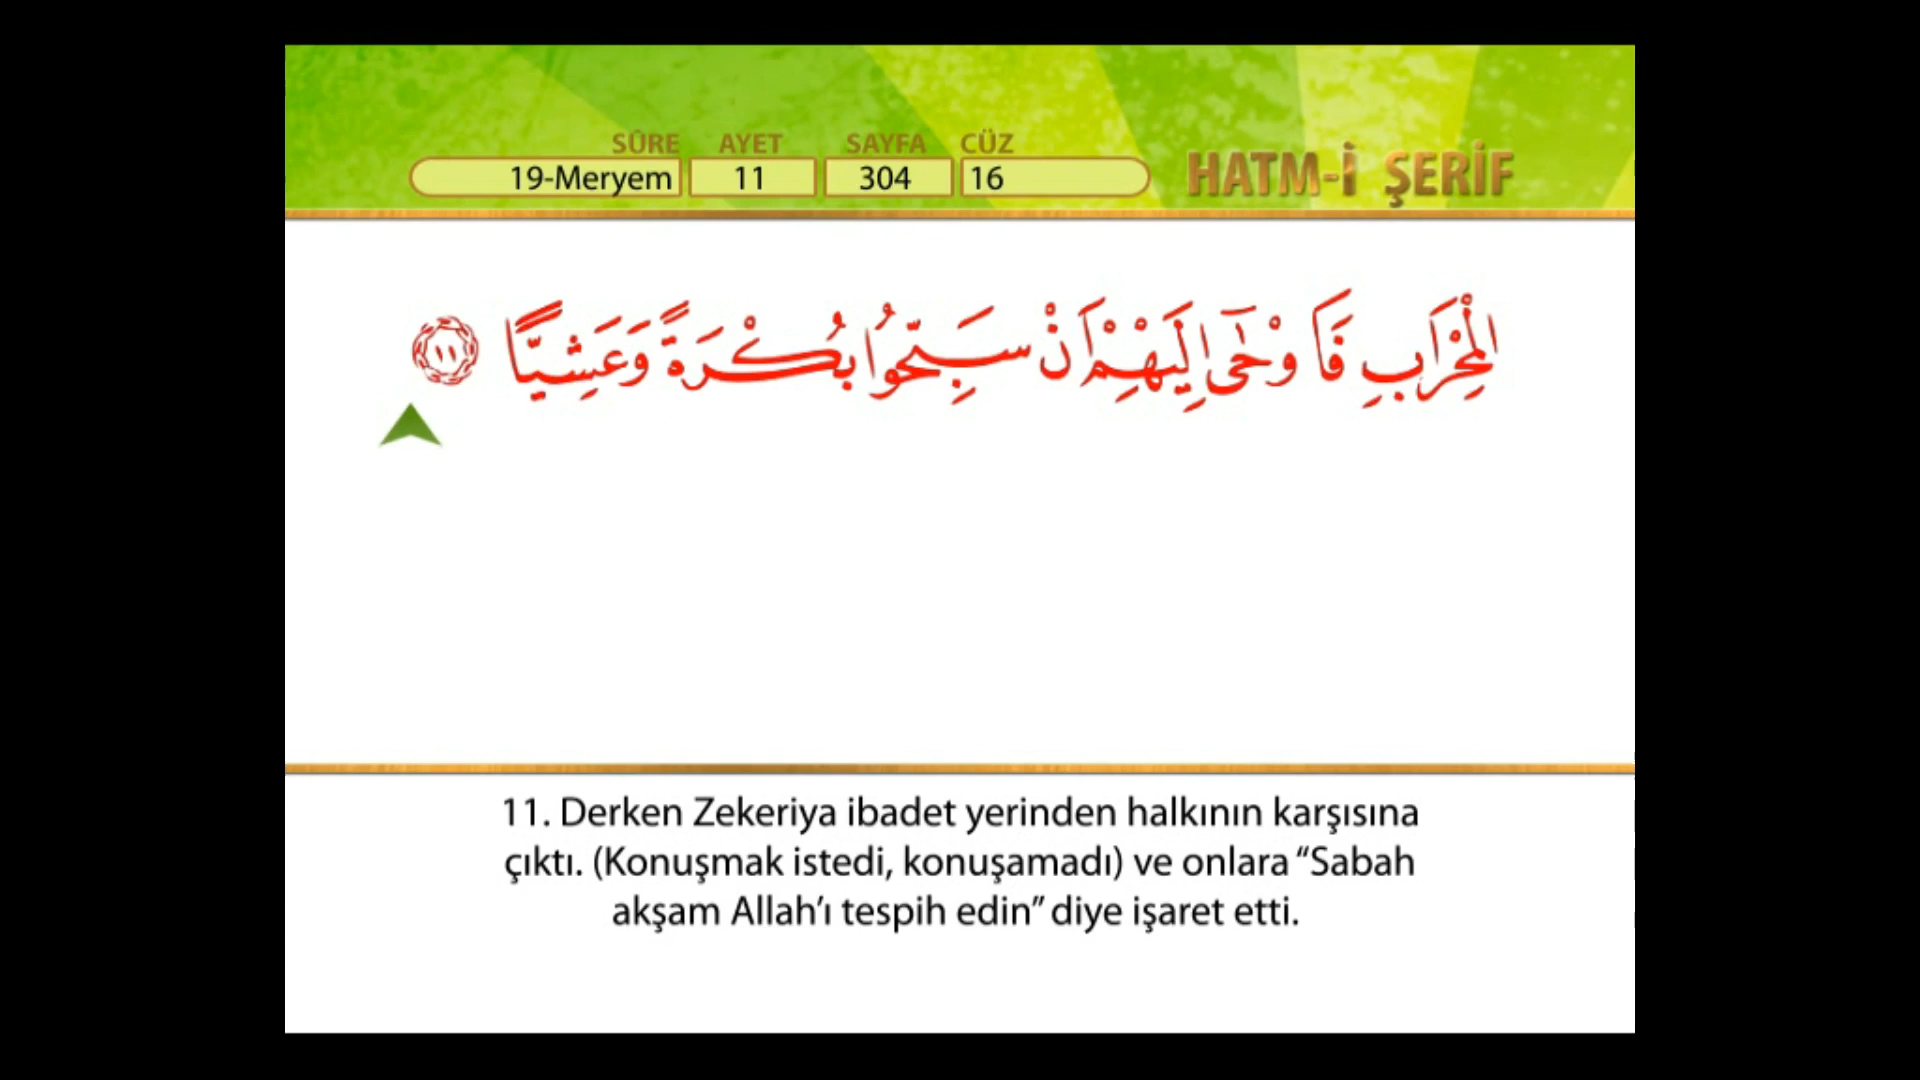 SÛRE AYET SAYFA CÜZ
19-Meryem 11 304 16
HATM-İ ŞERİF
الْمِحْرَابِ فَاَوْحٰٓى اِلَيْهِمْ اَنْ سَبِّحُوا بُكْرَةً وَعَشِيًّا ﴿١١﴾
11. Derken Zekeriya ibadet yerinden halkının karşısına
çıktı. (Konuşmak istedi, konuşamadı) ve onlara “Sabah
akşam Allah’ı tespih edin” diye işaret etti.